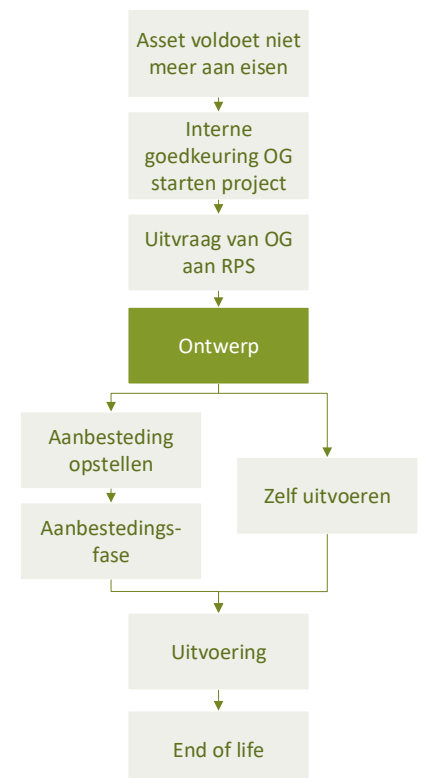 Asset voldoet niet
meer aan eisen
Interne
goedkeuring OG
starten project
Uitvraag van OG
aan RPS
Ontwerp
Aanbesteding
opstellen
Zelf uitvoeren
Aanbestedings-
fase
Uitvoering
End of life